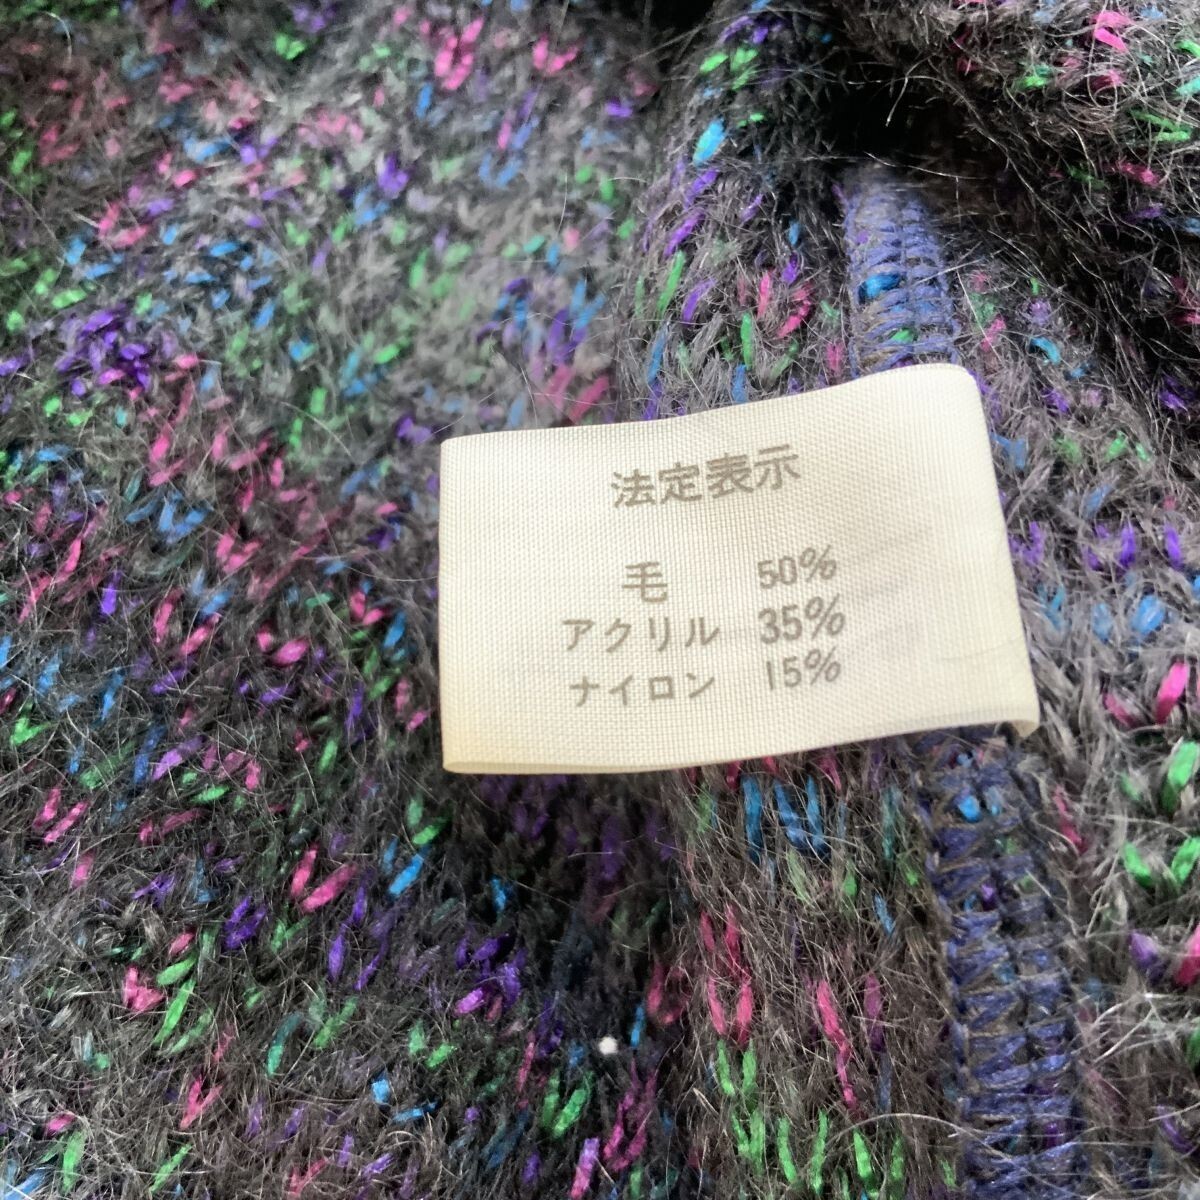 法定表示
毛 50%
アクリル 35%
ナイロン 15%